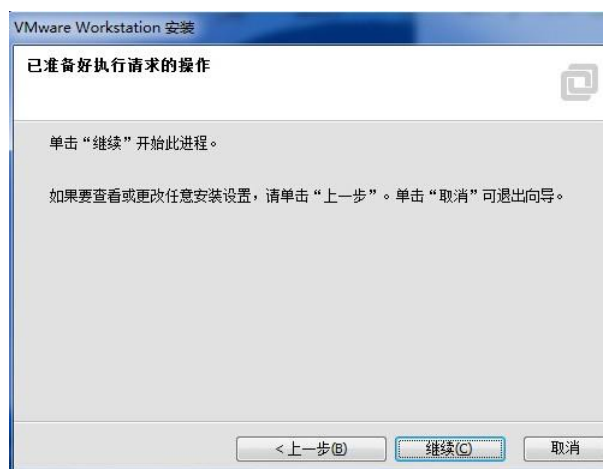 VMware Workstation 安装
已准备好执行请求的操作
单击“继续”开始此进程。
如果要查看或更改任意安装设置，请单击“上一步”。单击“取消”可退出向导。
<上一步(B) 继续(C) 取消